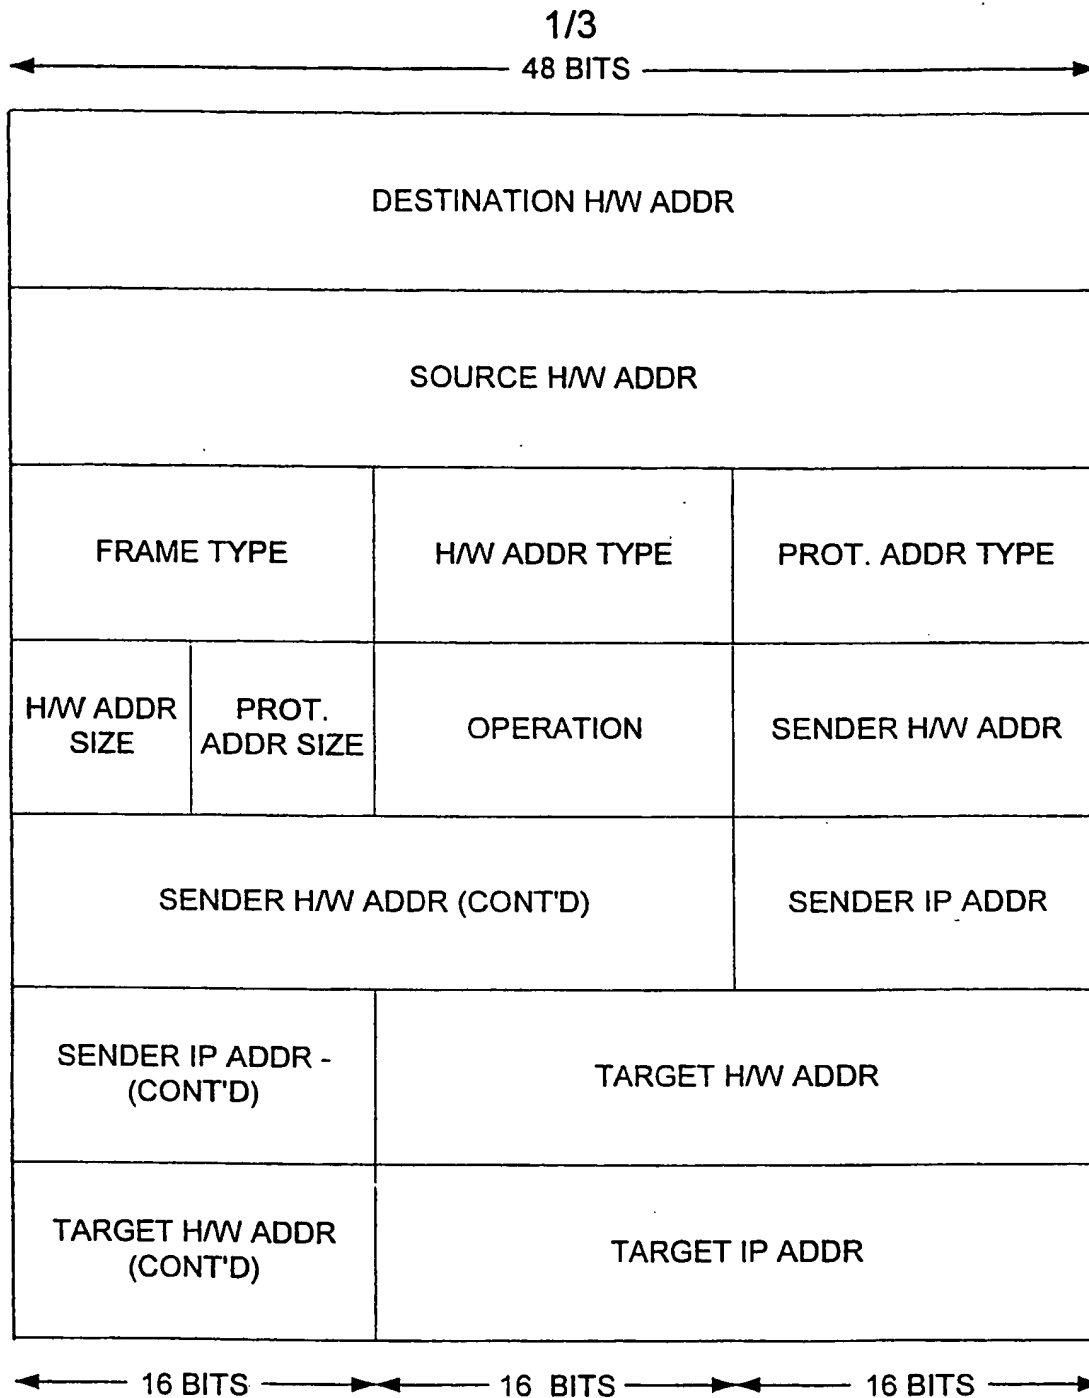 1/3
48 BITS
DESTINATION H/W ADDR
SOURCE H/W ADDR
FRAME TYPE
H/W ADDR TYPE
PROT. ADDR TYPE
H/W ADDR
SIZE
PROT.
ADDR SIZE
OPERATION
SENDER H/W ADDR
SENDER H/W ADDR (CONT'D)
SENDER IP ADDR
SENDER IP ADDR -
(CONT'D)
TARGET H/W ADDR
TARGET H/W ADDR
(CONT'D)
TARGET IP ADDR
16 BITS
16 BITS
16 BITS